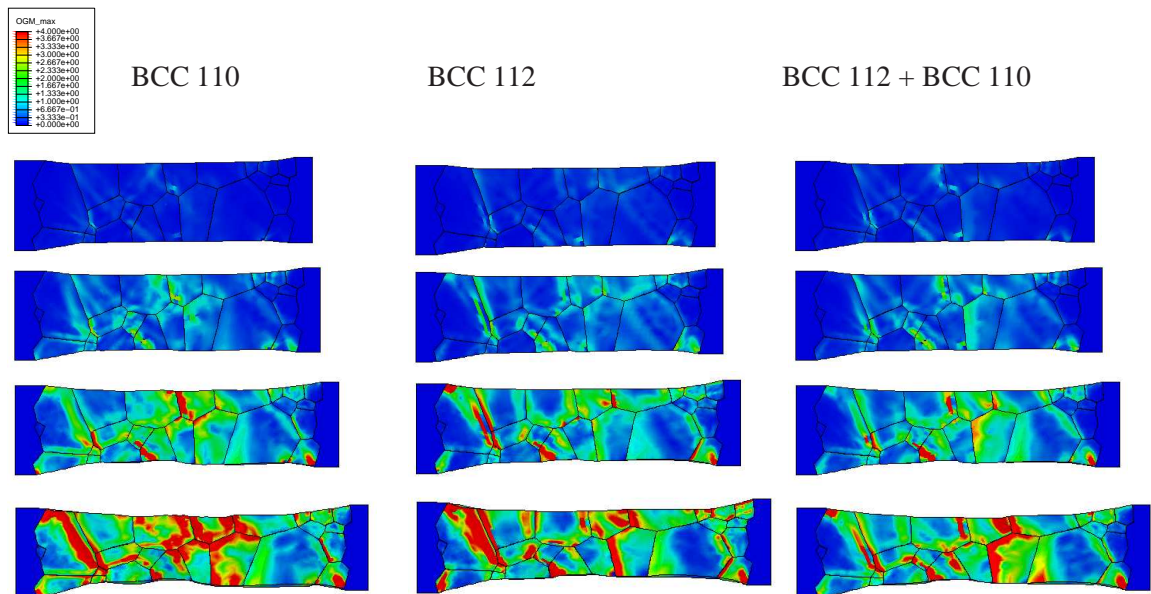 OGM_max
+4.000e+00
+3.667e+00
+3.333e+00
+3.000e+00
+2.667e+00
+2.333e+00
+2.000e+00
+1.667e+00
+1.333e+00
+1.000e+00
+6.667e−01
+3.333e−01
+0.000e+00
BCC 110
BCC 112
BCC 112 + BCC 110